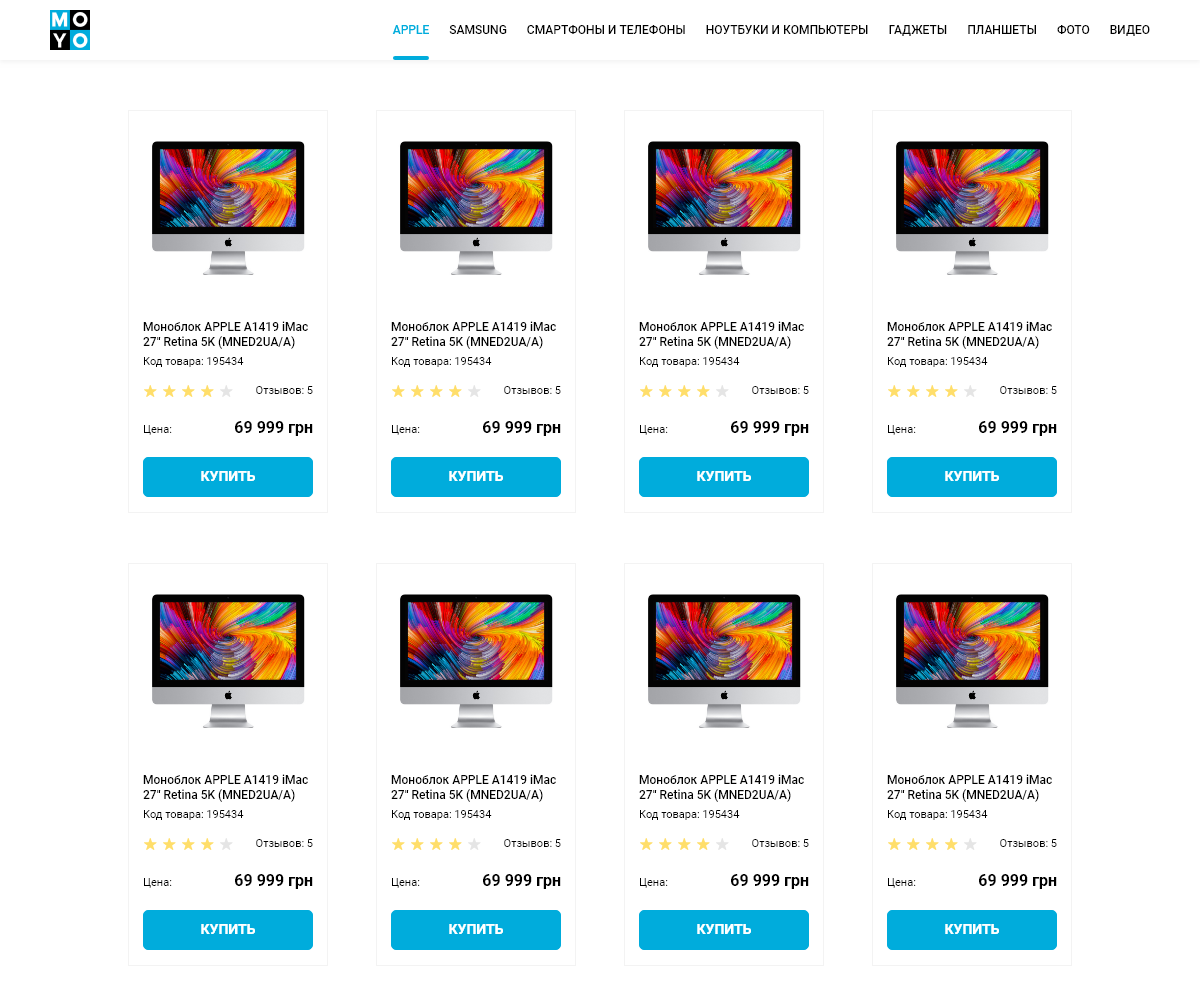 MO
YO
APPLE SAMSUNG СМАРТФОНЫ И ТЕЛЕФОНЫ НОУТБУКИ И КОМПЬЮТЕРЫ ГАДЖЕТЫ ПЛАНШЕТЫ ФОТО ВИДЕО
Моноблок APPLE A1419 iMac
27" Retina 5K (MNED2UA/A)
Код товара: 195434
Отзывов: 5
Цена: 69 999 грн
КУПИТЬ
Моноблок APPLE A1419 iMac
27" Retina 5K (MNED2UA/A)
Код товара: 195434
Отзывов: 5
Цена: 69 999 грн
КУПИТЬ
Моноблок APPLE A1419 iMac
27" Retina 5K (MNED2UA/A)
Код товара: 195434
Отзывов: 5
Цена: 69 999 грн
КУПИТЬ
Моноблок APPLE A1419 iMac
27" Retina 5K (MNED2UA/A)
Код товара: 195434
Отзывов: 5
Цена: 69 999 грн
КУПИТЬ
Моноблок APPLE A1419 iMac
27" Retina 5K (MNED2UA/A)
Код товара: 195434
Отзывов: 5
Цена: 69 999 грн
КУПИТЬ
Моноблок APPLE A1419 iMac
27" Retina 5K (MNED2UA/A)
Код товара: 195434
Отзывов: 5
Цена: 69 999 грн
КУПИТЬ
Моноблок APPLE A1419 iMac
27" Retina 5K (MNED2UA/A)
Код товара: 195434
Отзывов: 5
Цена: 69 999 грн
КУПИТЬ
Моноблок APPLE A1419 iMac
27" Retina 5K (MNED2UA/A)
Код товара: 195434
Отзывов: 5
Цена: 69 999 грн
КУПИТЬ